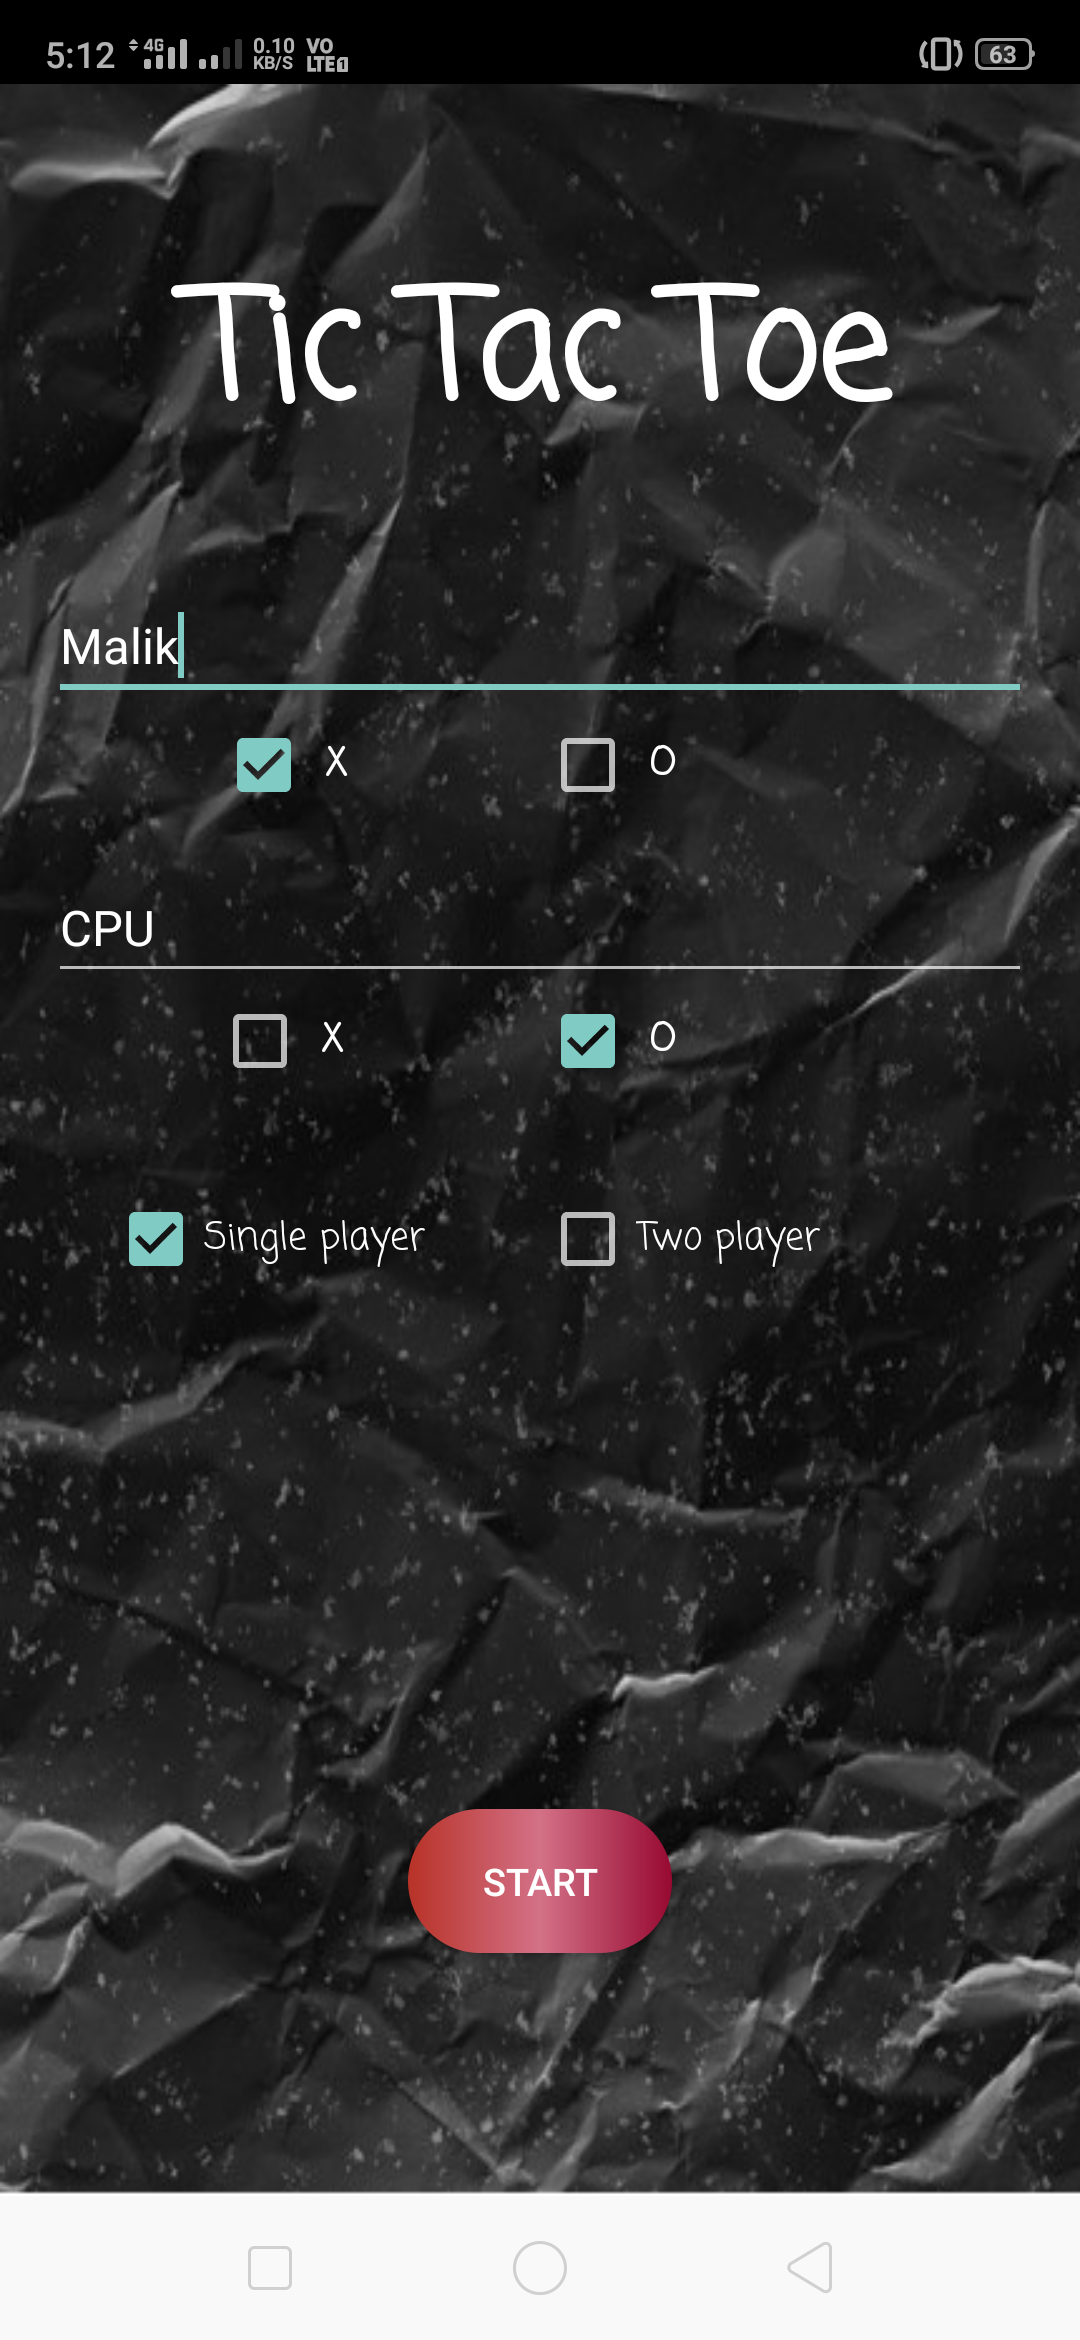 5:12 4G 0.10 KB/S VO LTE1 63
Tic Tac Toe
Malik
X O
CPU
X O
Single player Two player
START